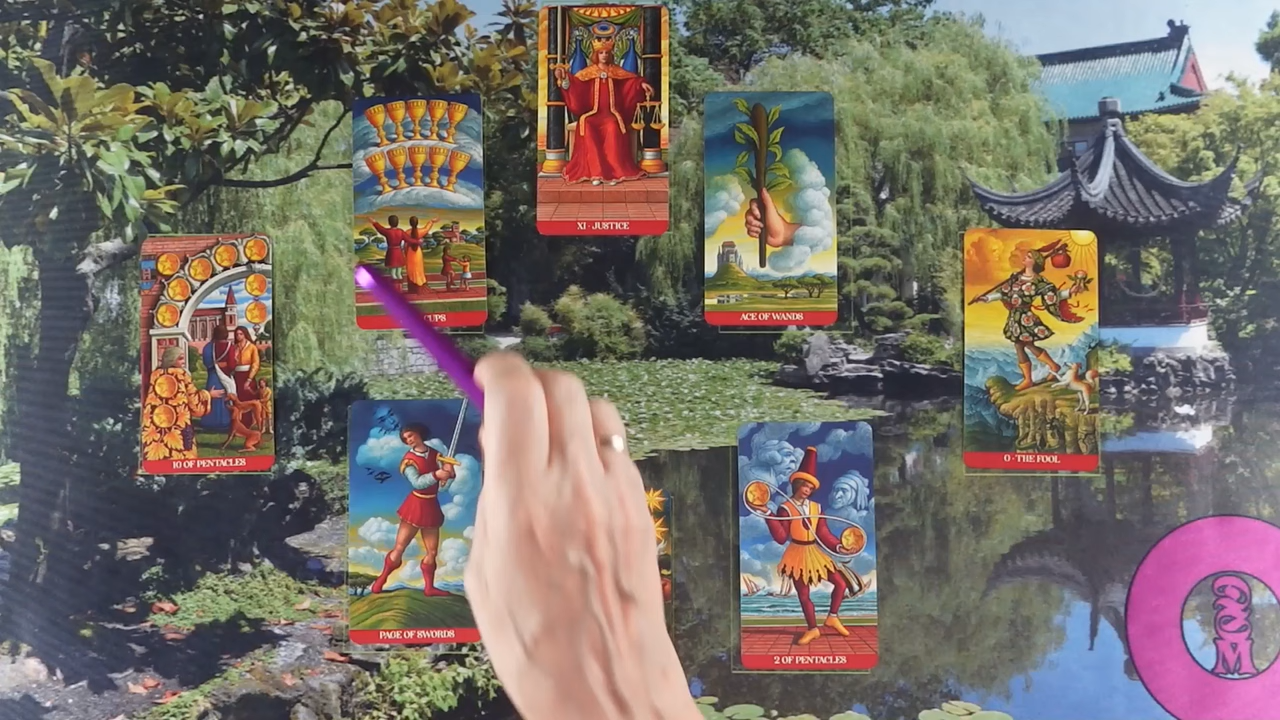 XI · JUSTICE
CUPS
ACE OF WANDS
10 OF PENTACLES
0 · THE FOOL
PAGE OF SWORDS
2 OF PENTACLES